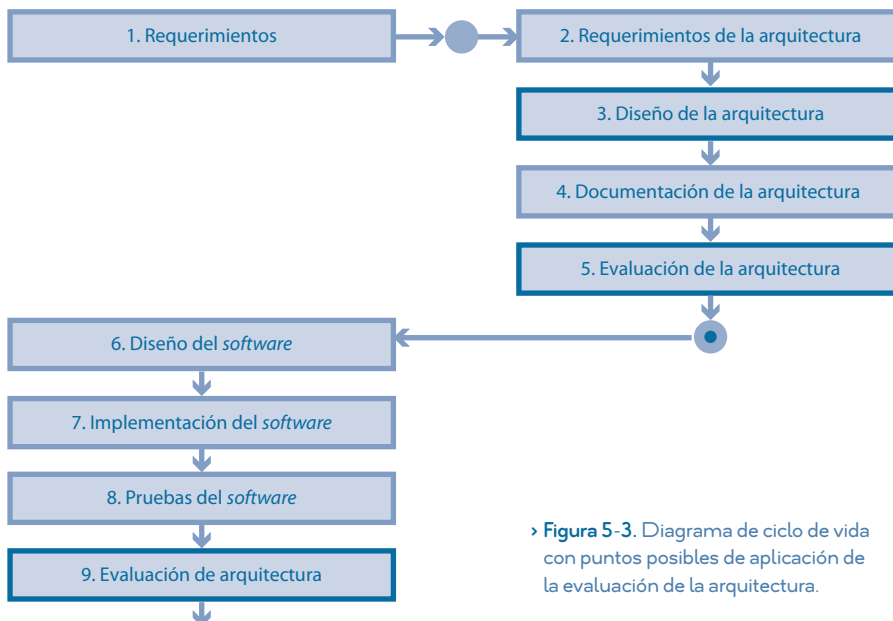 1. Requerimientos
2. Requerimientos de la arquitectura
3. Diseño de la arquitectura
4. Documentación de la arquitectura
5. Evaluación de la arquitectura
6. Diseño del software
7. Implementación del software
8. Pruebas del software
9. Evaluación de arquitectura
› Figura 5-3. Diagrama de ciclo de vida
con puntos posibles de aplicación de
la evaluación de la arquitectura.